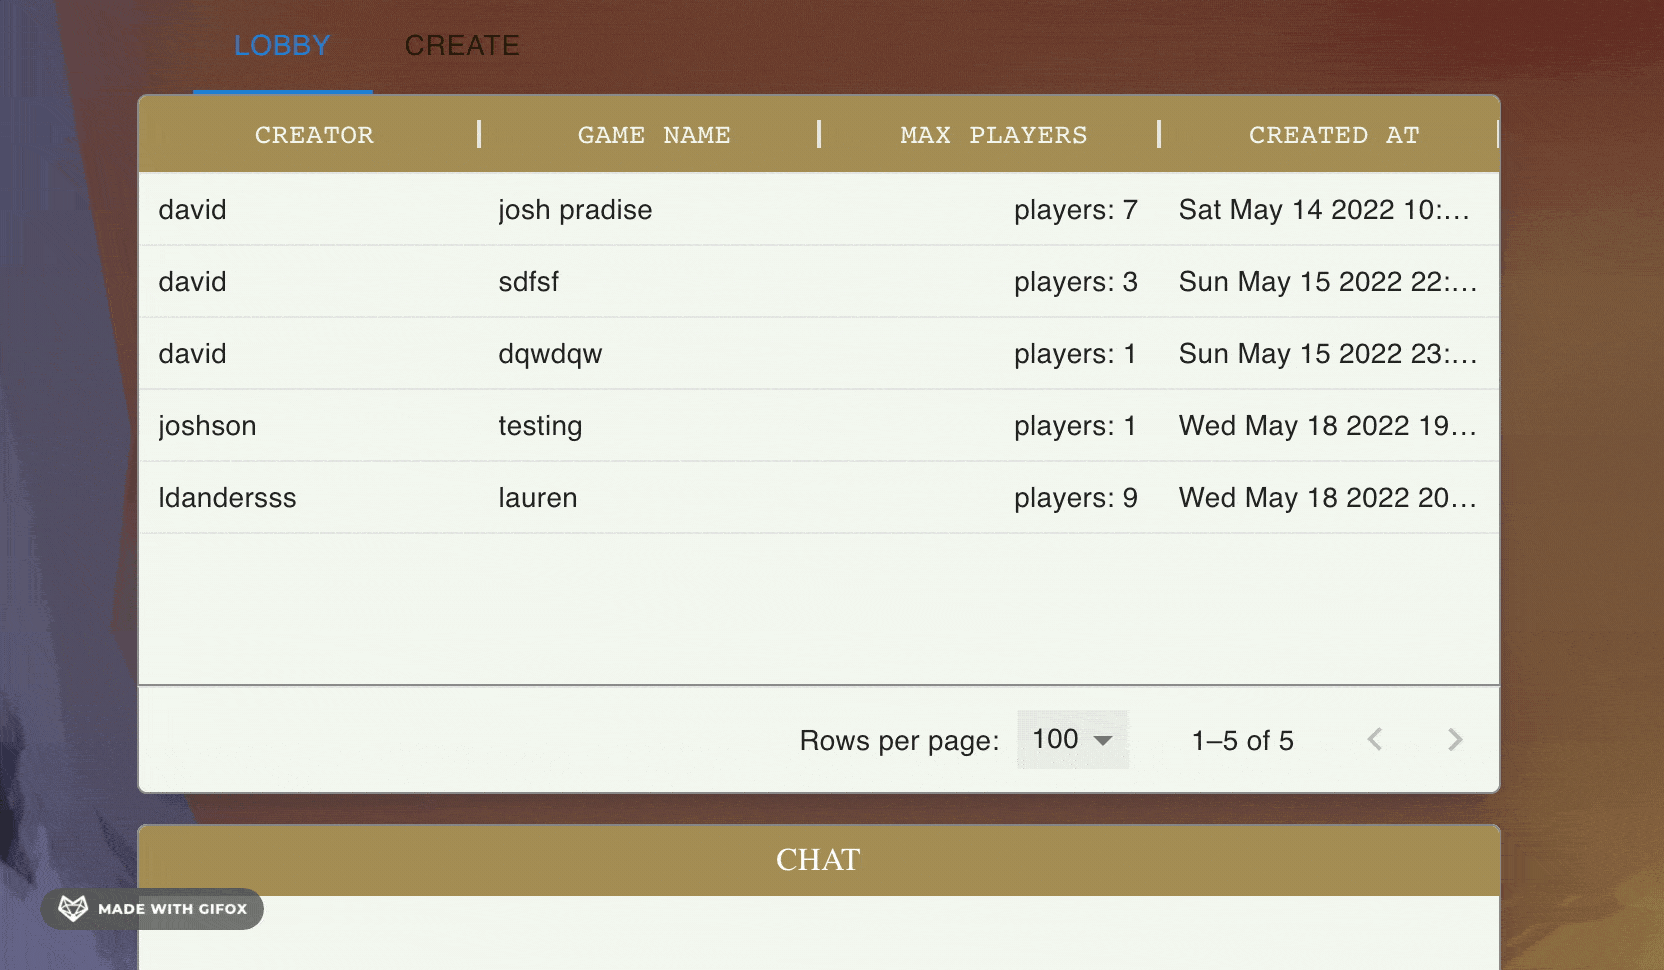 LOBBY CREATE
CREATOR GAME NAME MAX PLAYERS CREATED AT
david josh pradise players: 7 Sat May 14 2022 10:...
david sdfsf players: 3 Sun May 15 2022 22:...
david dqwdqw players: 1 Sun May 15 2022 23:...
joshson testing players: 1 Wed May 18 2022 19...
ldandersss lauren players: 9 Wed May 18 2022 20...
Rows per page: 100 1–5 of 5
CHAT
MADE WITH GIFOX